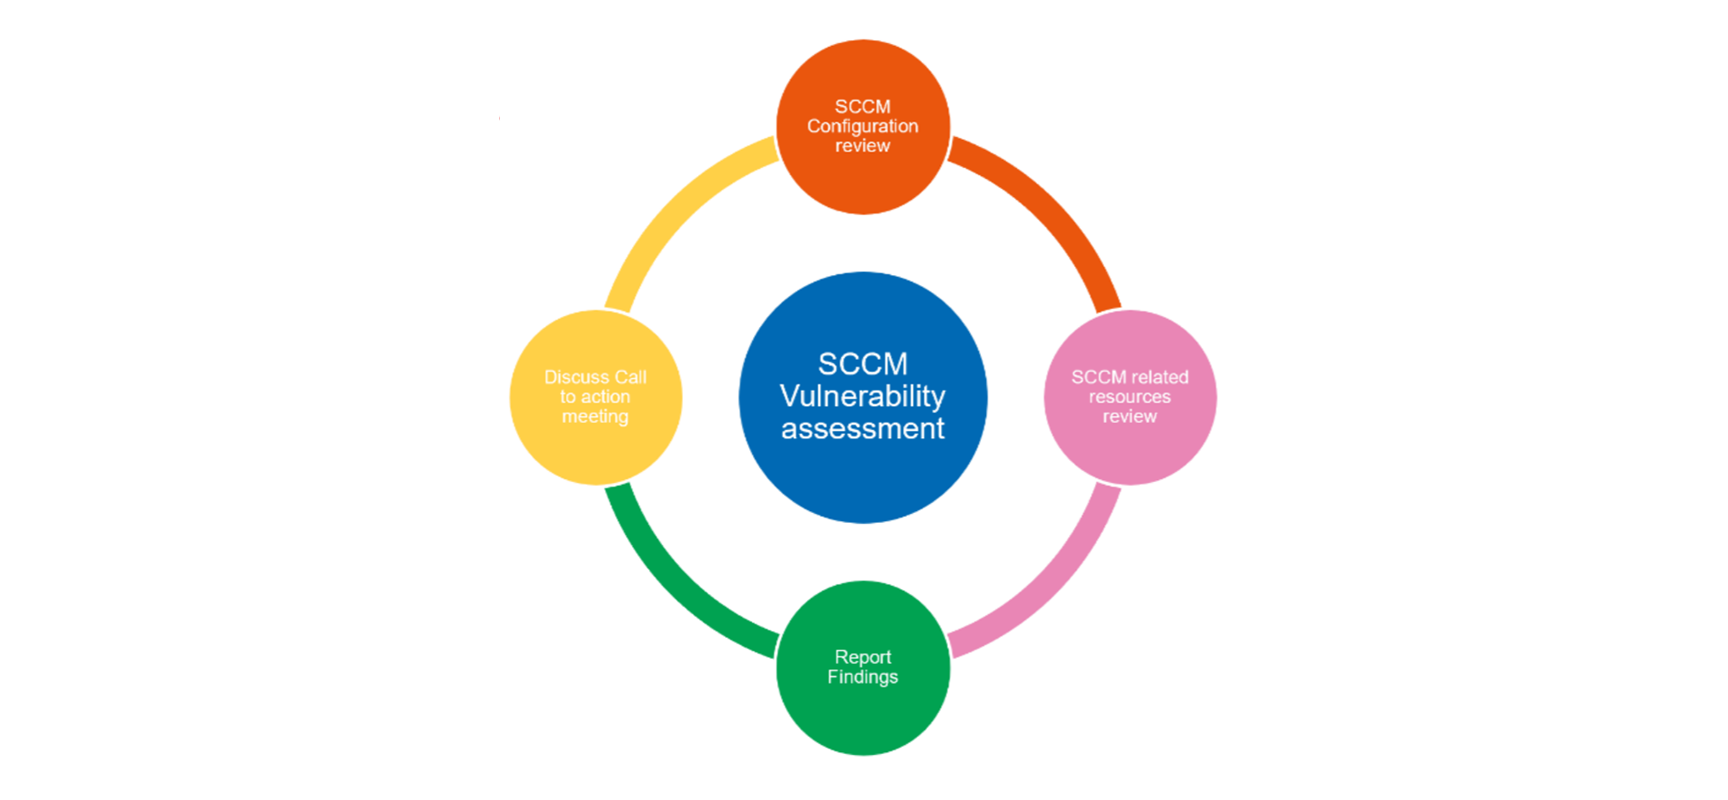 SCCM
Configuration
review
SCCM
Vulnerability
assessment
Discuss Call
to action
meeting
SCCM related
resources
review
Report
Findings